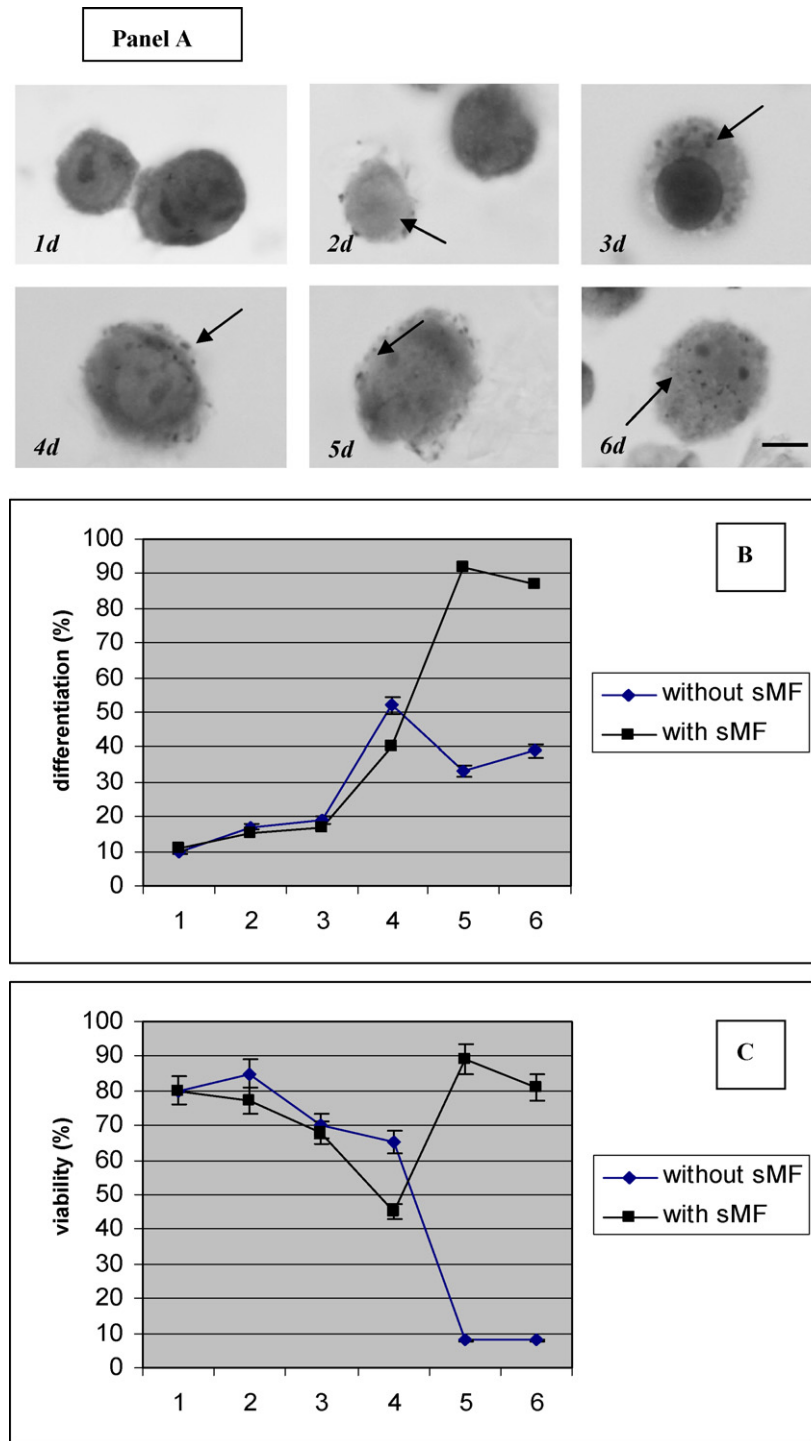 Panel A
1d
2d
3d
4d
5d
6d
B
100
90
80
70
60
50
40
30
20
10
0
differentiation (%)
1 2 3 4 5 6
without sMF
with sMF
C
100
90
80
70
60
50
40
30
20
10
0
viability (%)
1 2 3 4 5 6
without sMF
with sMF